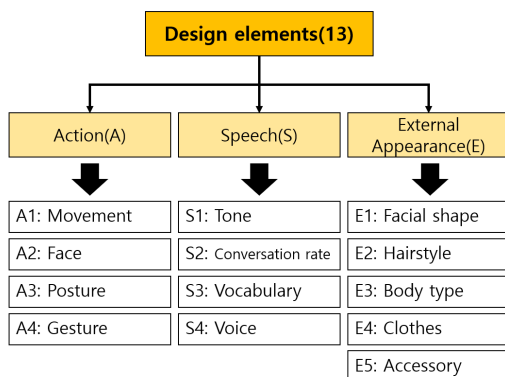 Design elements(13)
Action(A)
Speech(S)
External
Appearance(E)
A1: Movement
A2: Face
A3: Posture
A4: Gesture
S1: Tone
S2: Conversation rate
S3: Vocabulary
S4: Voice
E1: Facial shape
E2: Hairstyle
E3: Body type
E4: Clothes
E5: Accessory